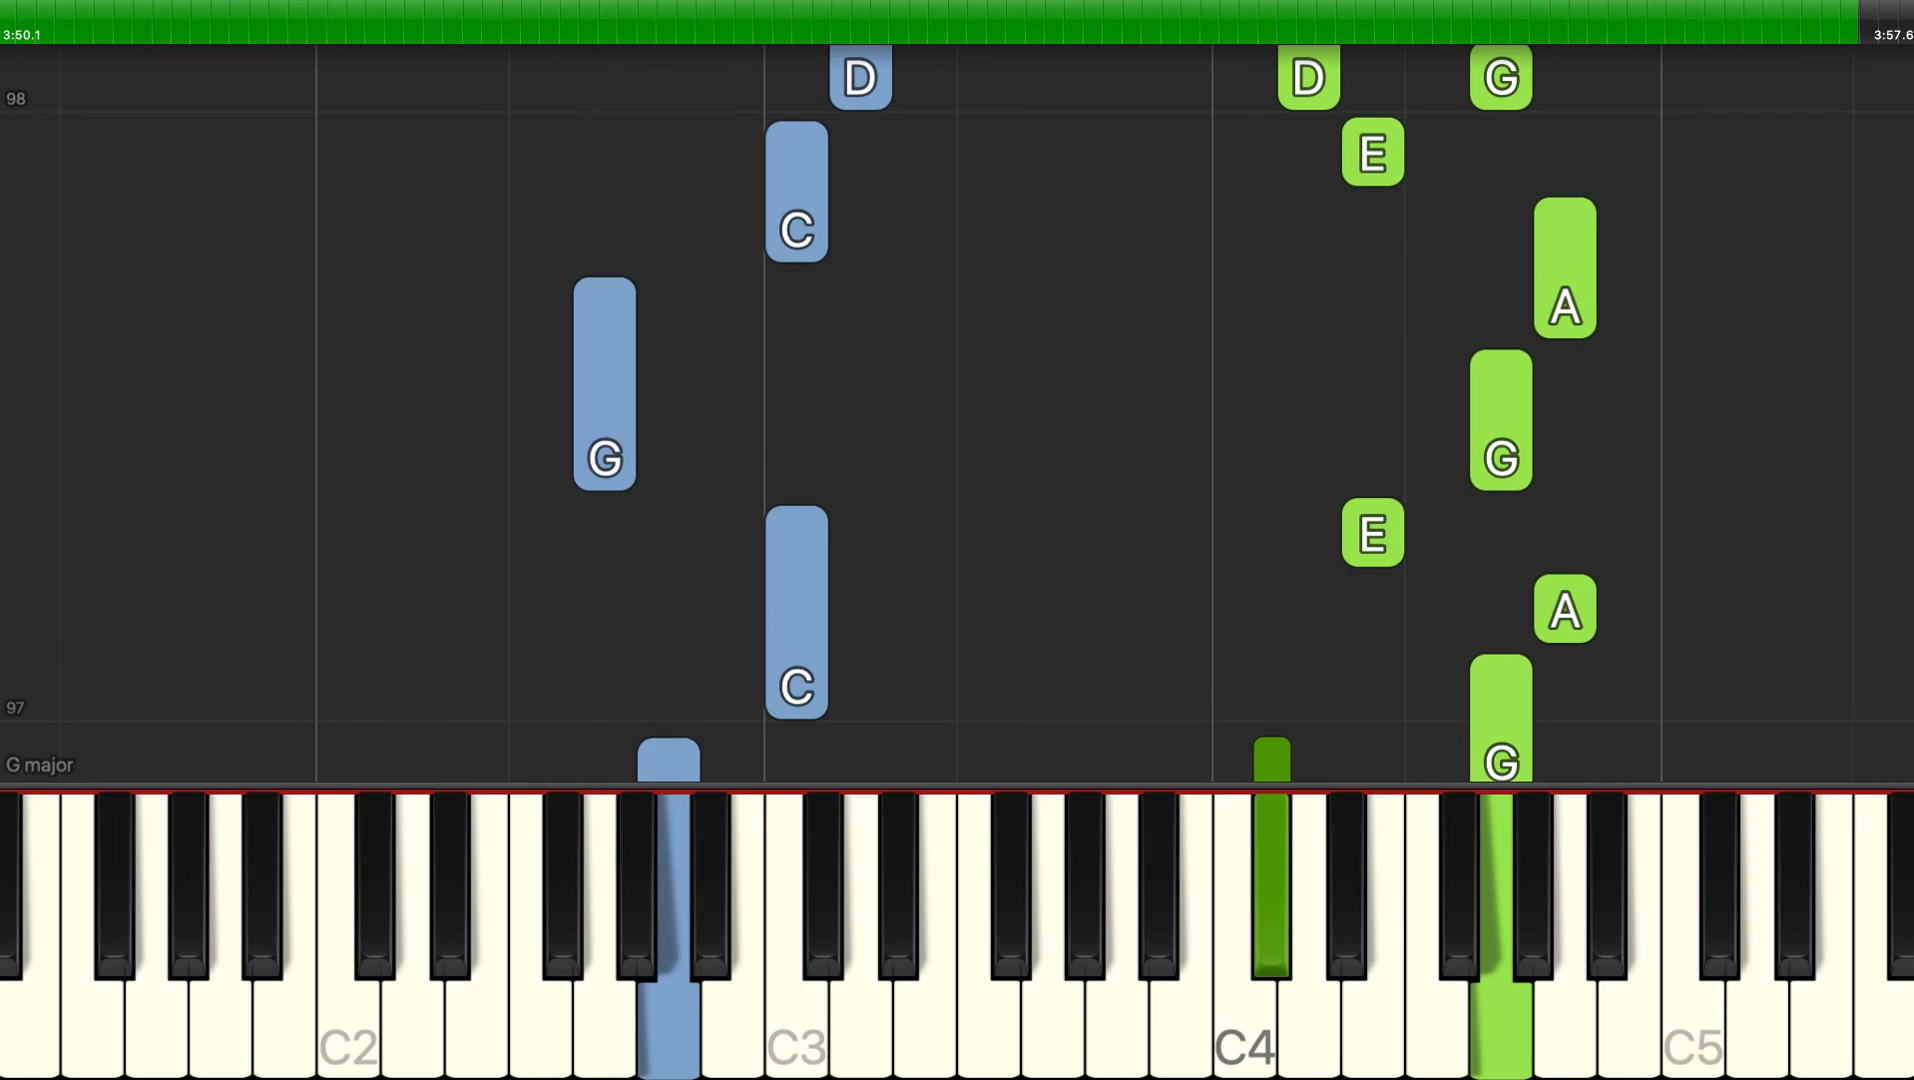 3:50.1
3:57.6
D D G
98
E
C
A
G G
E
A
C
97
G
G major
C2 C3 C4 C5